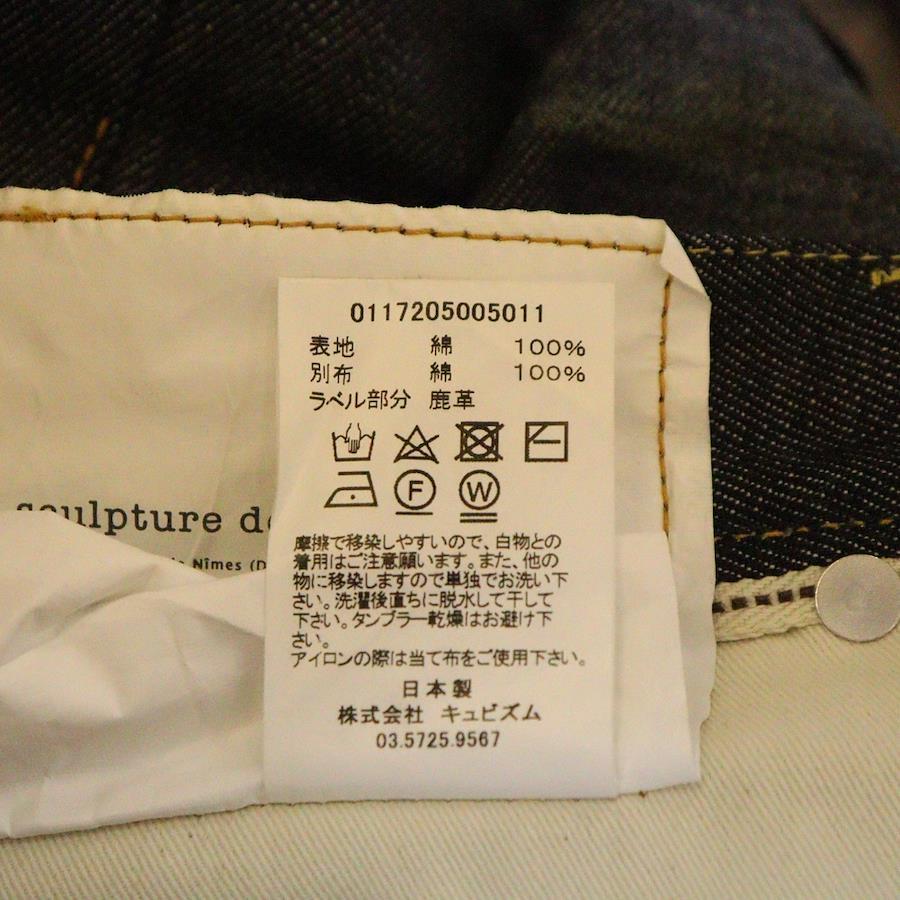 0117205005011
表地 綿 100%
別布 綿 100%
ラベル部分 鹿革
F W
sculpture de
Nîmes (D
摩擦で移染しやすいので、白物との
着用はご注意願います。また、他の
物に移染しますので単独でお洗い下
さい。洗濯後直ちに脱水して干して
下さい。タンブラー乾燥はお避け下
さい。
アイロンの際は当て布をご使用下さい。
日本製
株式会社 キュビズム
03.5725.9567